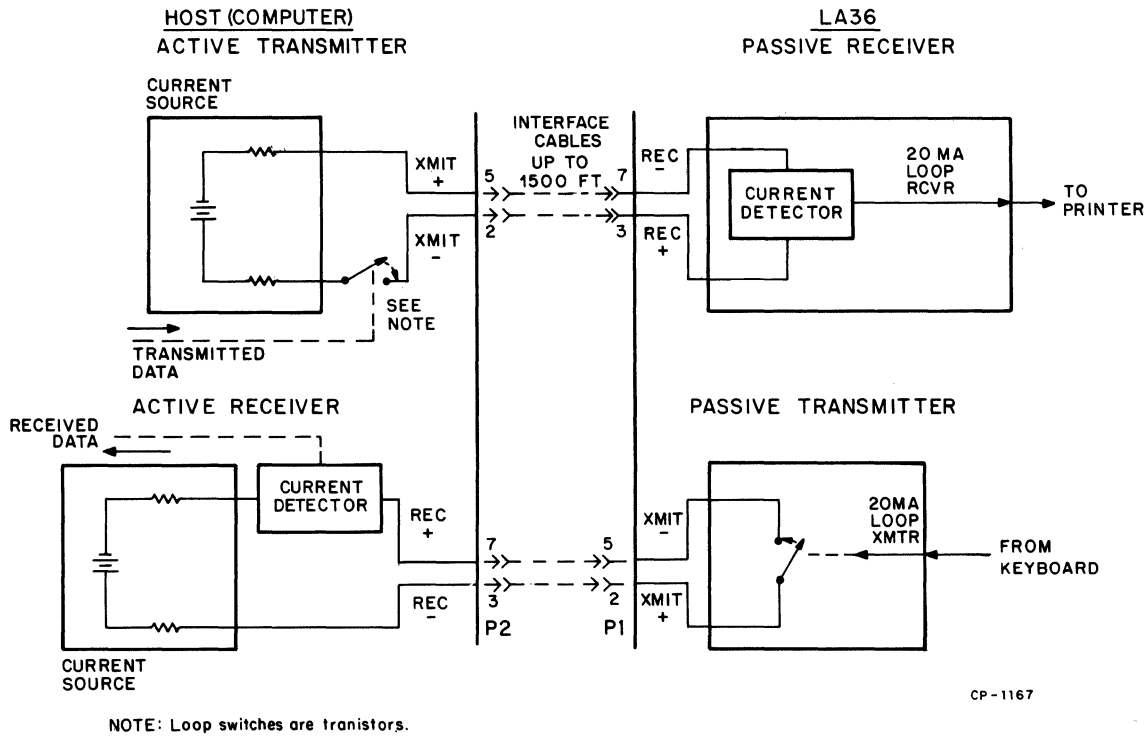 HOST (COMPUTER)
ACTIVE TRANSMITTER
LA36
PASSIVE RECEIVER
CURRENT
SOURCE
XMIT
+
XMIT
-
SEE
NOTE
TRANSMITTED
DATA
5
2
INTERFACE
CABLES
UP TO
1500 FT
7
3
REC
-
REC
+
CURRENT
DETECTOR
20 MA
LOOP
RCVR
TO
PRINTER
ACTIVE RECEIVER
PASSIVE TRANSMITTER
RECEIVED
DATA
CURRENT
DETECTOR
REC
+
REC
-
CURRENT
SOURCE
7
3
P2
5
2
P1
XMIT
-
XMIT
+
20MA
LOOP
XMTR
FROM
KEYBOARD
CP-1167
NOTE: Loop switches are tranistors.